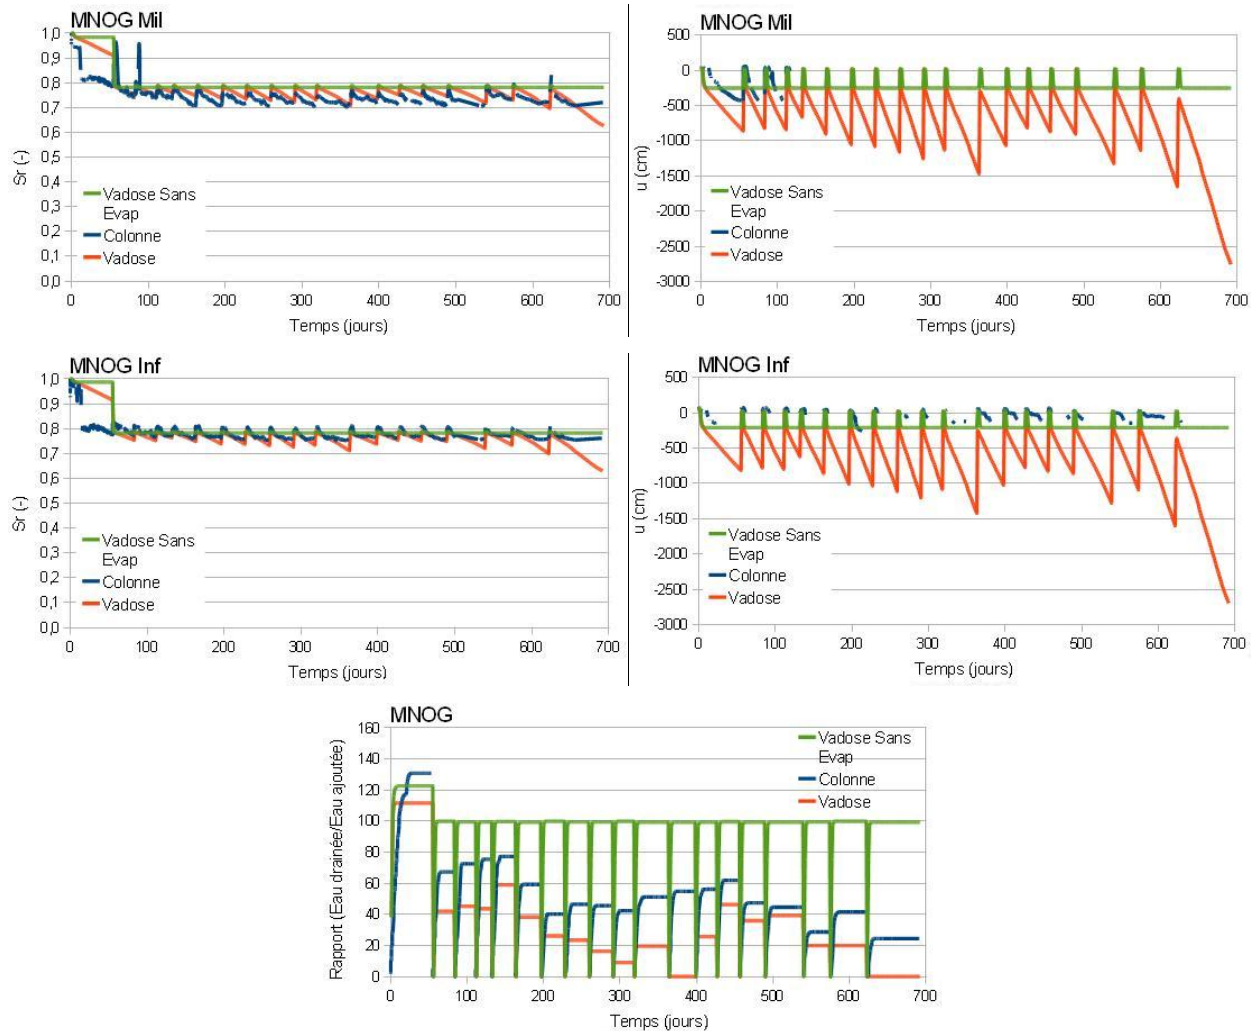 MNOG Mil
1,0
0,9
0,8
0,7
0,6
0,5
0,4
0,3
0,2
0,1
0,0
Sr (-)
Vadose Sans
Evap
Colonne
Vadose
0 100 200 300 400 500 600 700
Temps (jours)
MNOG Mil
500
0
-500
-1000
-1500
-2000
-2500
-3000
u (cm)
Vadose Sans
Evap
Colonne
Vadose
0 100 200 300 400 500 600 700
Temps (jours)
MNOG Inf
1,0
0,9
0,8
0,7
0,6
0,5
0,4
0,3
0,2
0,1
0,0
Sr (-)
Vadose Sans
Evap
Colonne
Vadose
0 100 200 300 400 500 600 700
Temps (jours)
MNOG Inf
500
0
-500
-1000
-1500
-2000
-2500
-3000
u (cm)
Vadose Sans
Evap
Colonne
Vadose
0 100 200 300 400 500 600 700
Temps (jours)
MNOG
160
140
120
100
80
60
40
20
0
Rapport (Eau drainée/Eau ajoutée)
Vadose Sans
Evap
Colonne
Vadose
0 100 200 300 400 500 600 700
Temps (jours)